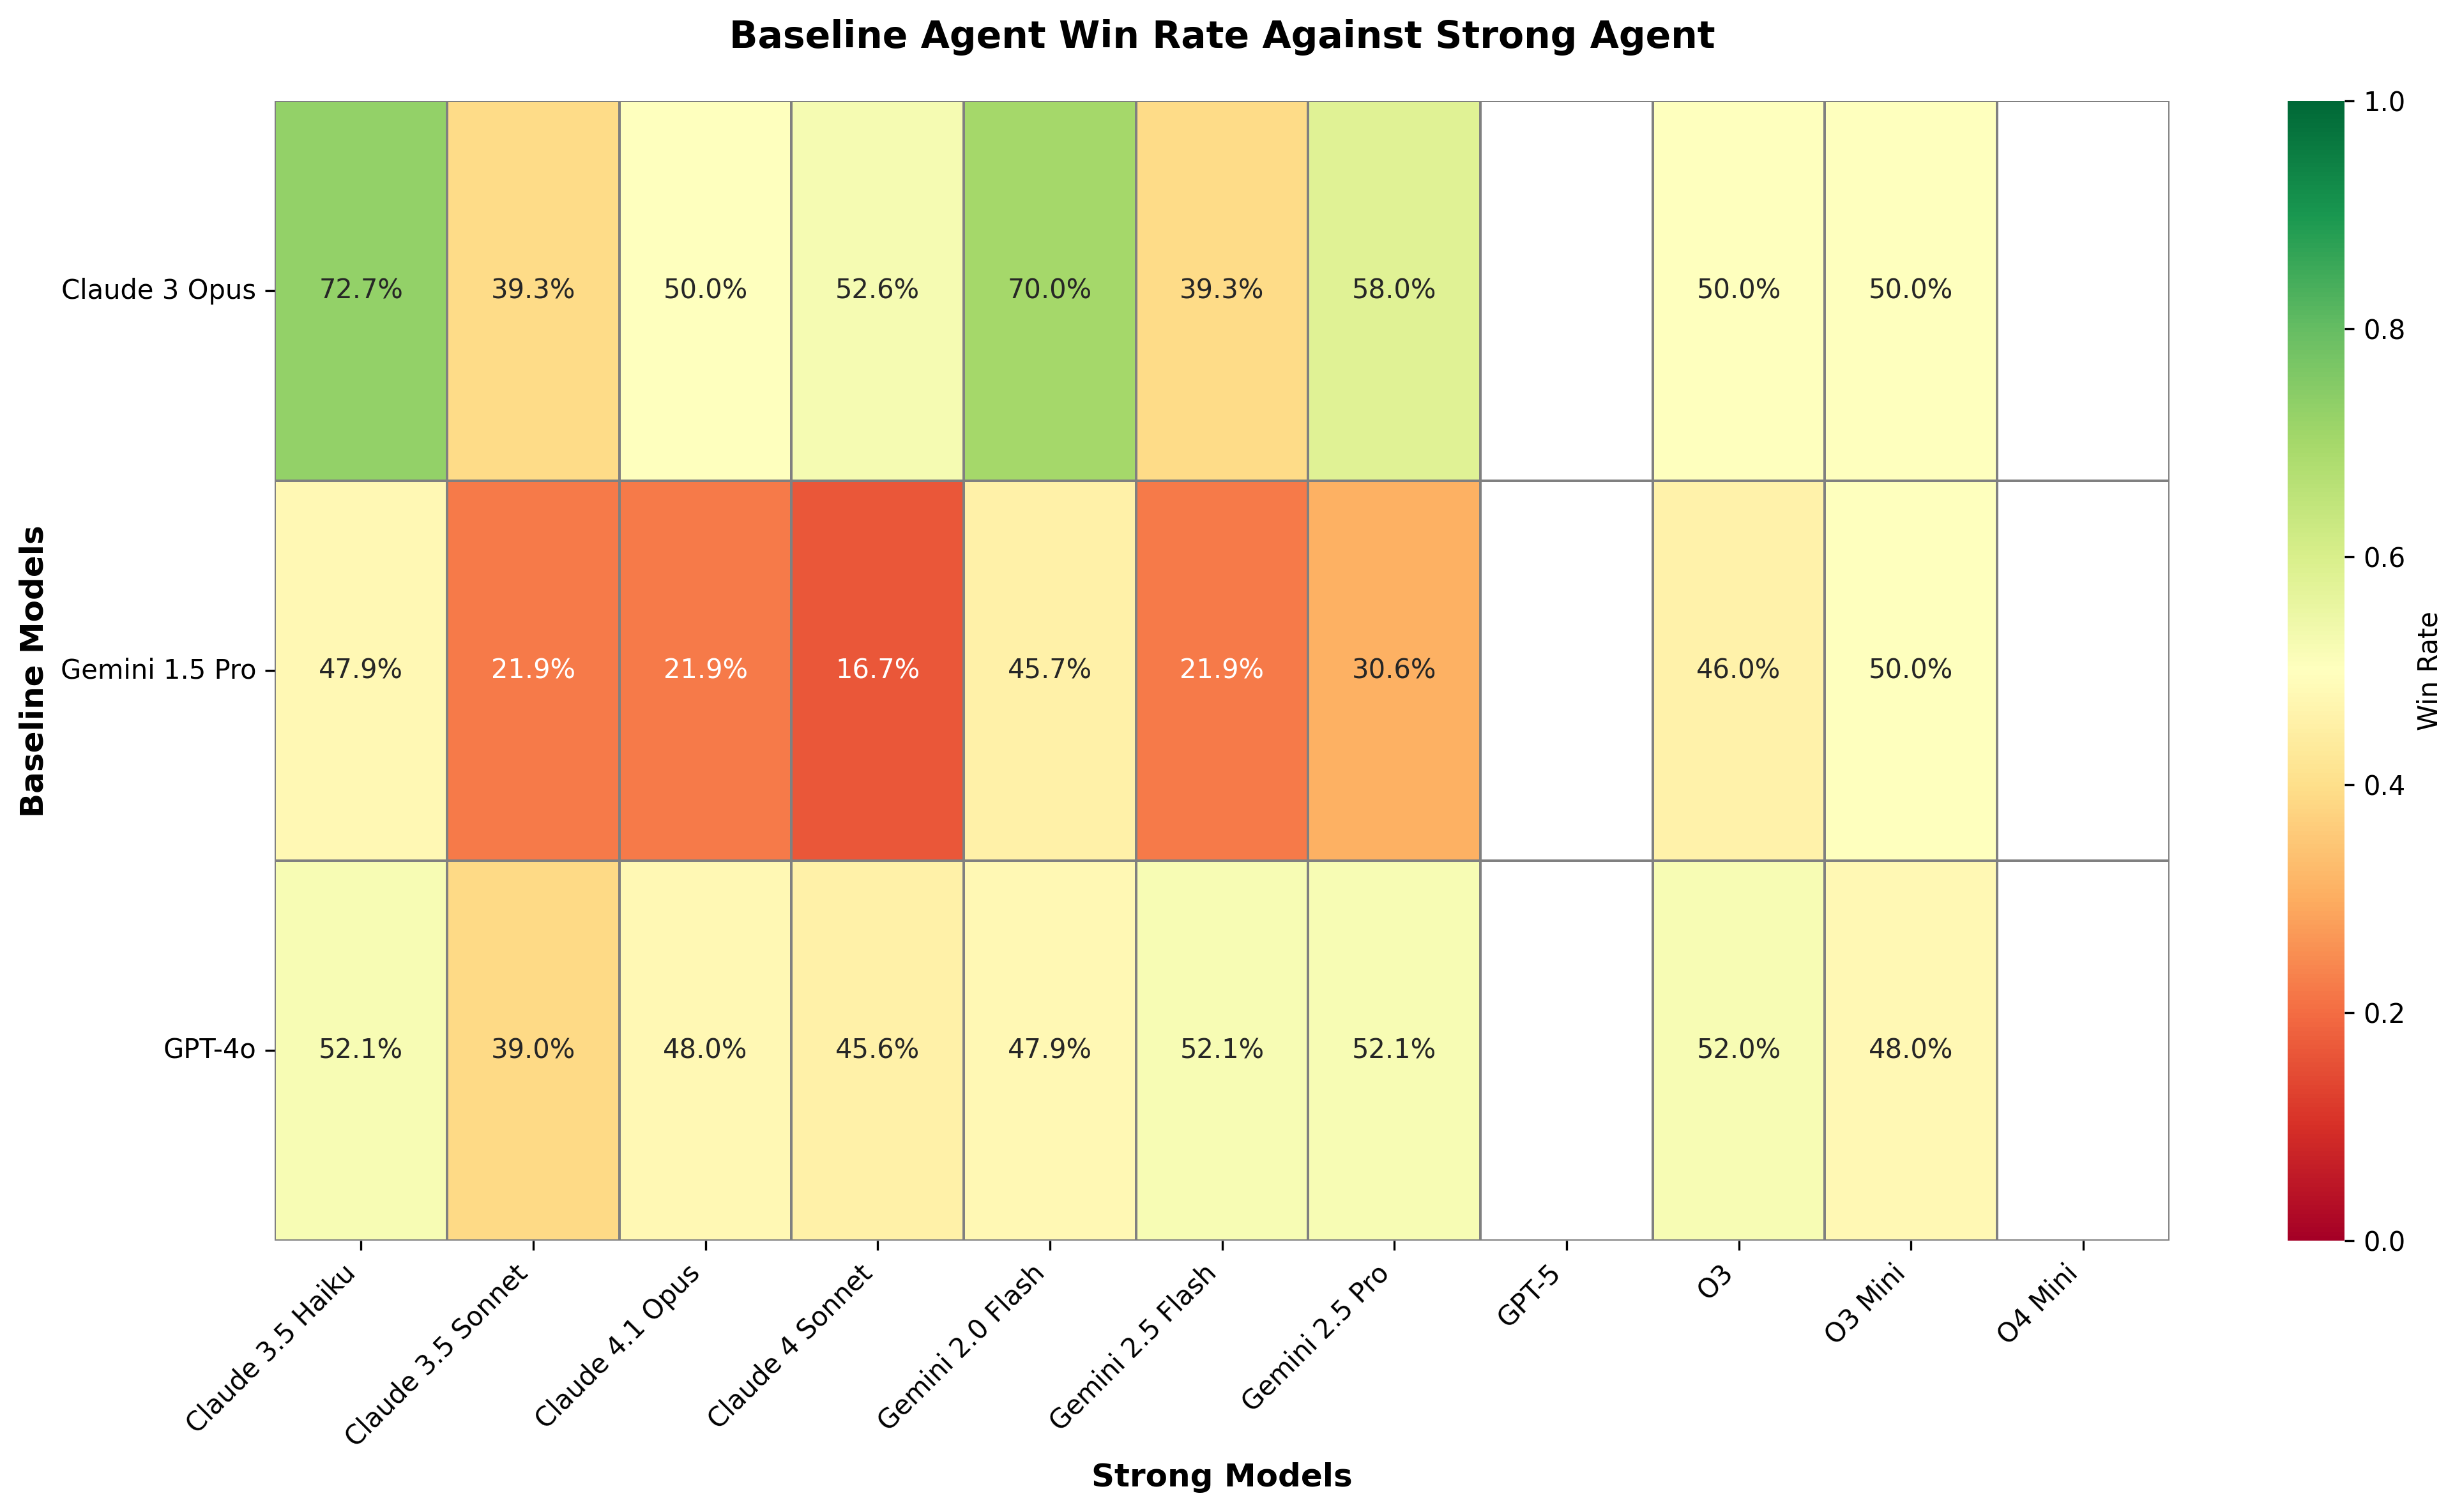 Baseline Agent Win Rate Against Strong Agent
Baseline Models
Claude 3 Opus
72.7% 39.3% 50.0% 52.6% 70.0% 39.3% 58.0% 50.0% 50.0%
Gemini 1.5 Pro
47.9% 21.9% 21.9% 16.7% 45.7% 21.9% 30.6% 46.0% 50.0%
GPT-4o
52.1% 39.0% 48.0% 45.6% 47.9% 52.1% 52.1% 52.0% 48.0%
Claude 3.5 Haiku
Claude 3.5 Sonnet
Claude 4.1 Opus
Claude 4 Sonnet
Gemini 2.0 Flash
Gemini 2.5 Flash
Gemini 2.5 Pro
GPT-5
O3
O3 Mini
O4 Mini
Strong Models
1.0
0.8
0.6
0.4
0.2
0.0
Win Rate